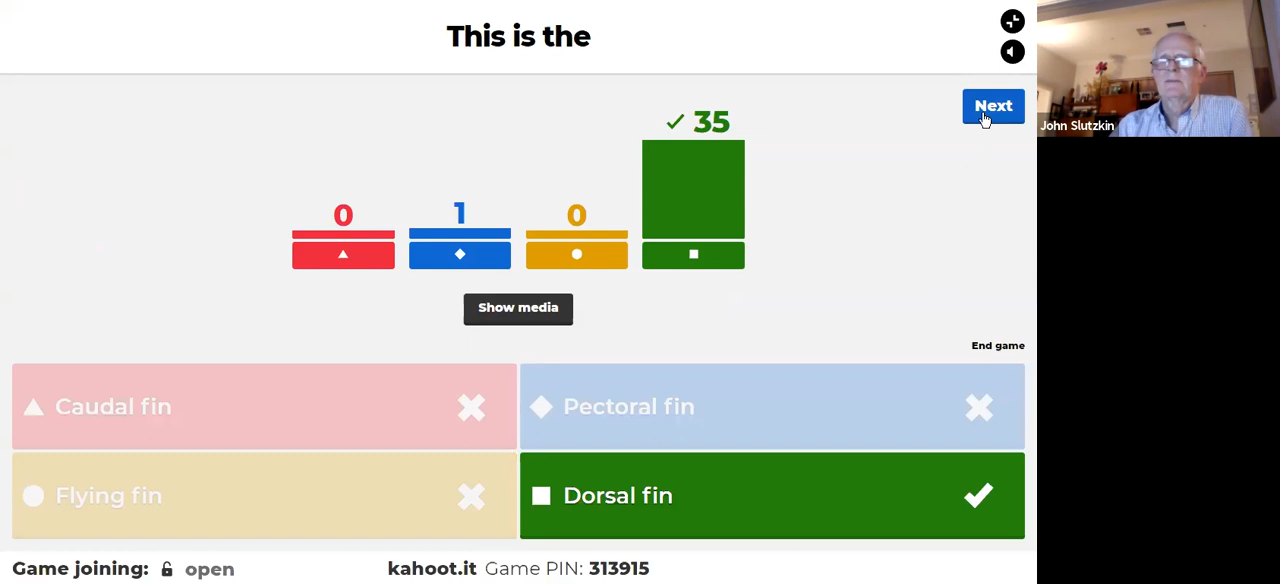 This is the
Next
35
0
1
0
Show media
End game
Caudal fin
Pectoral fin
Flying fin
Dorsal fin
Game joining: open
kahoot.it Game PIN: 313915
John Slutzkin